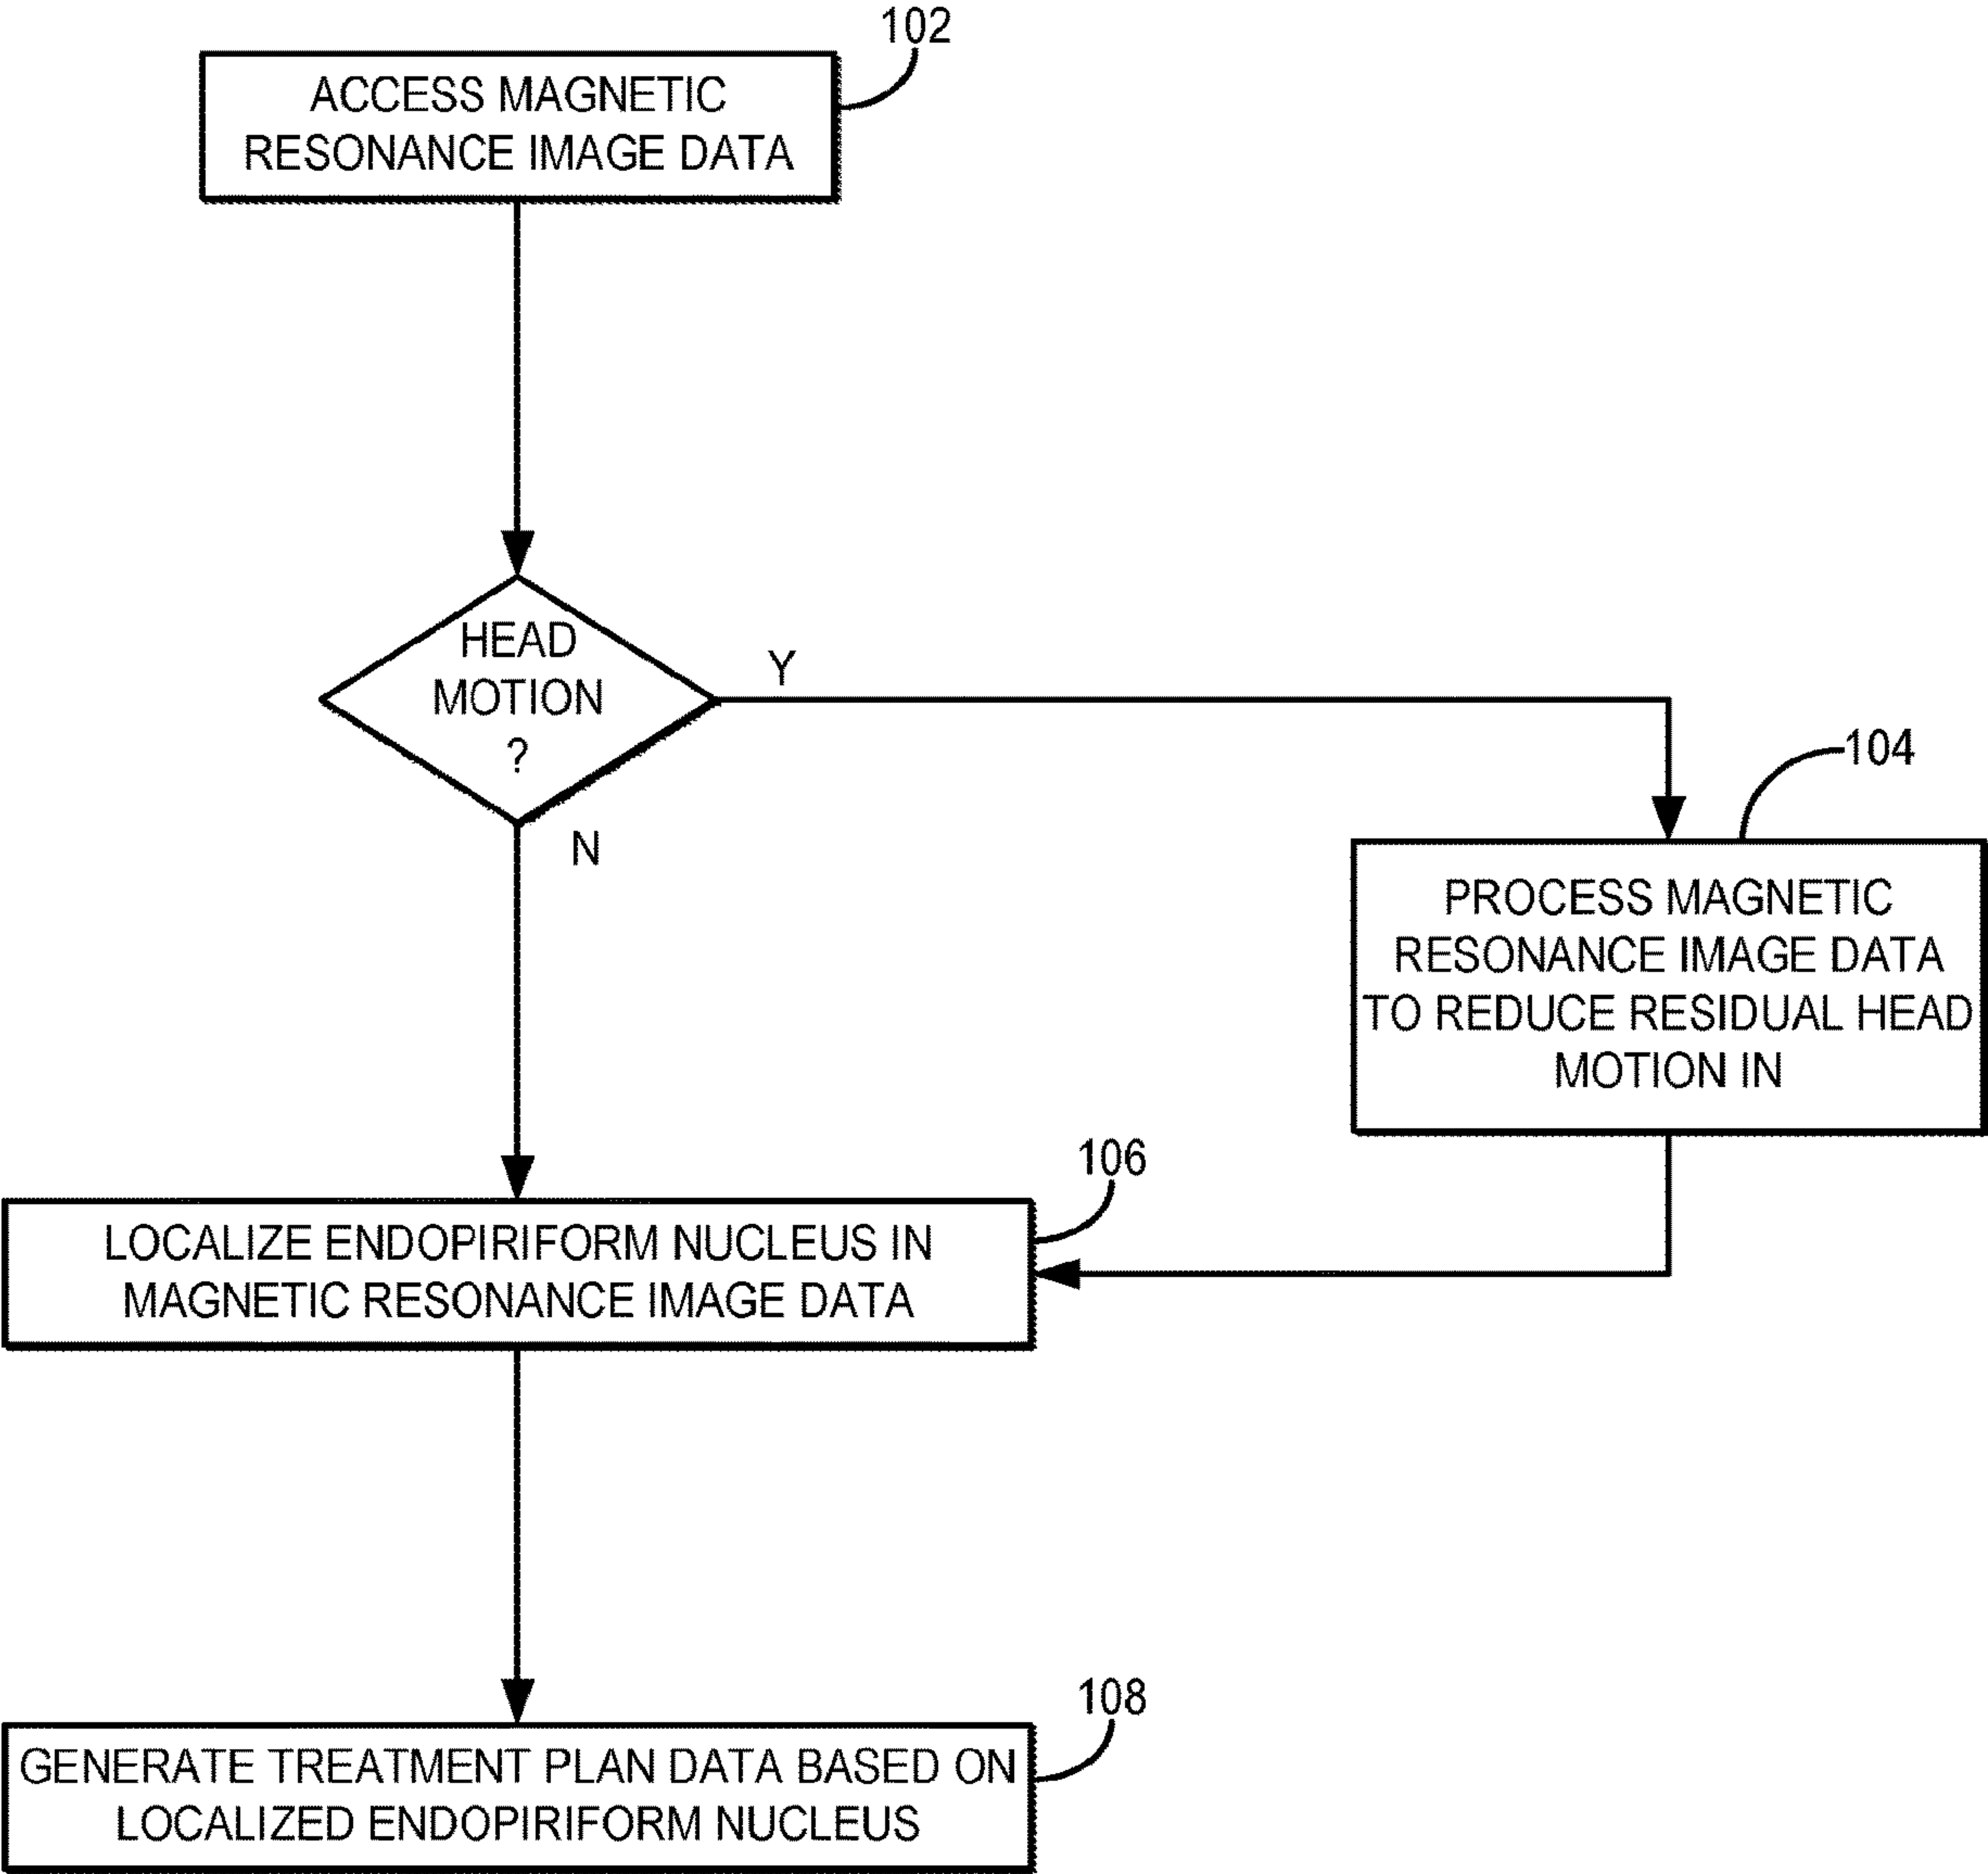 102
ACCESS MAGNETIC
RESONANCE IMAGE DATA
HEAD
MOTION
?
Y
N
104
PROCESS MAGNETIC
RESONANCE IMAGE DATA
TO REDUCE RESIDUAL HEAD
MOTION IN
106
LOCALIZE ENDOPIRIFORM NUCLEUS IN
MAGNETIC RESONANCE IMAGE DATA
108
GENERATE TREATMENT PLAN DATA BASED ON
LOCALIZED ENDOPIRIFORM NUCLEUS